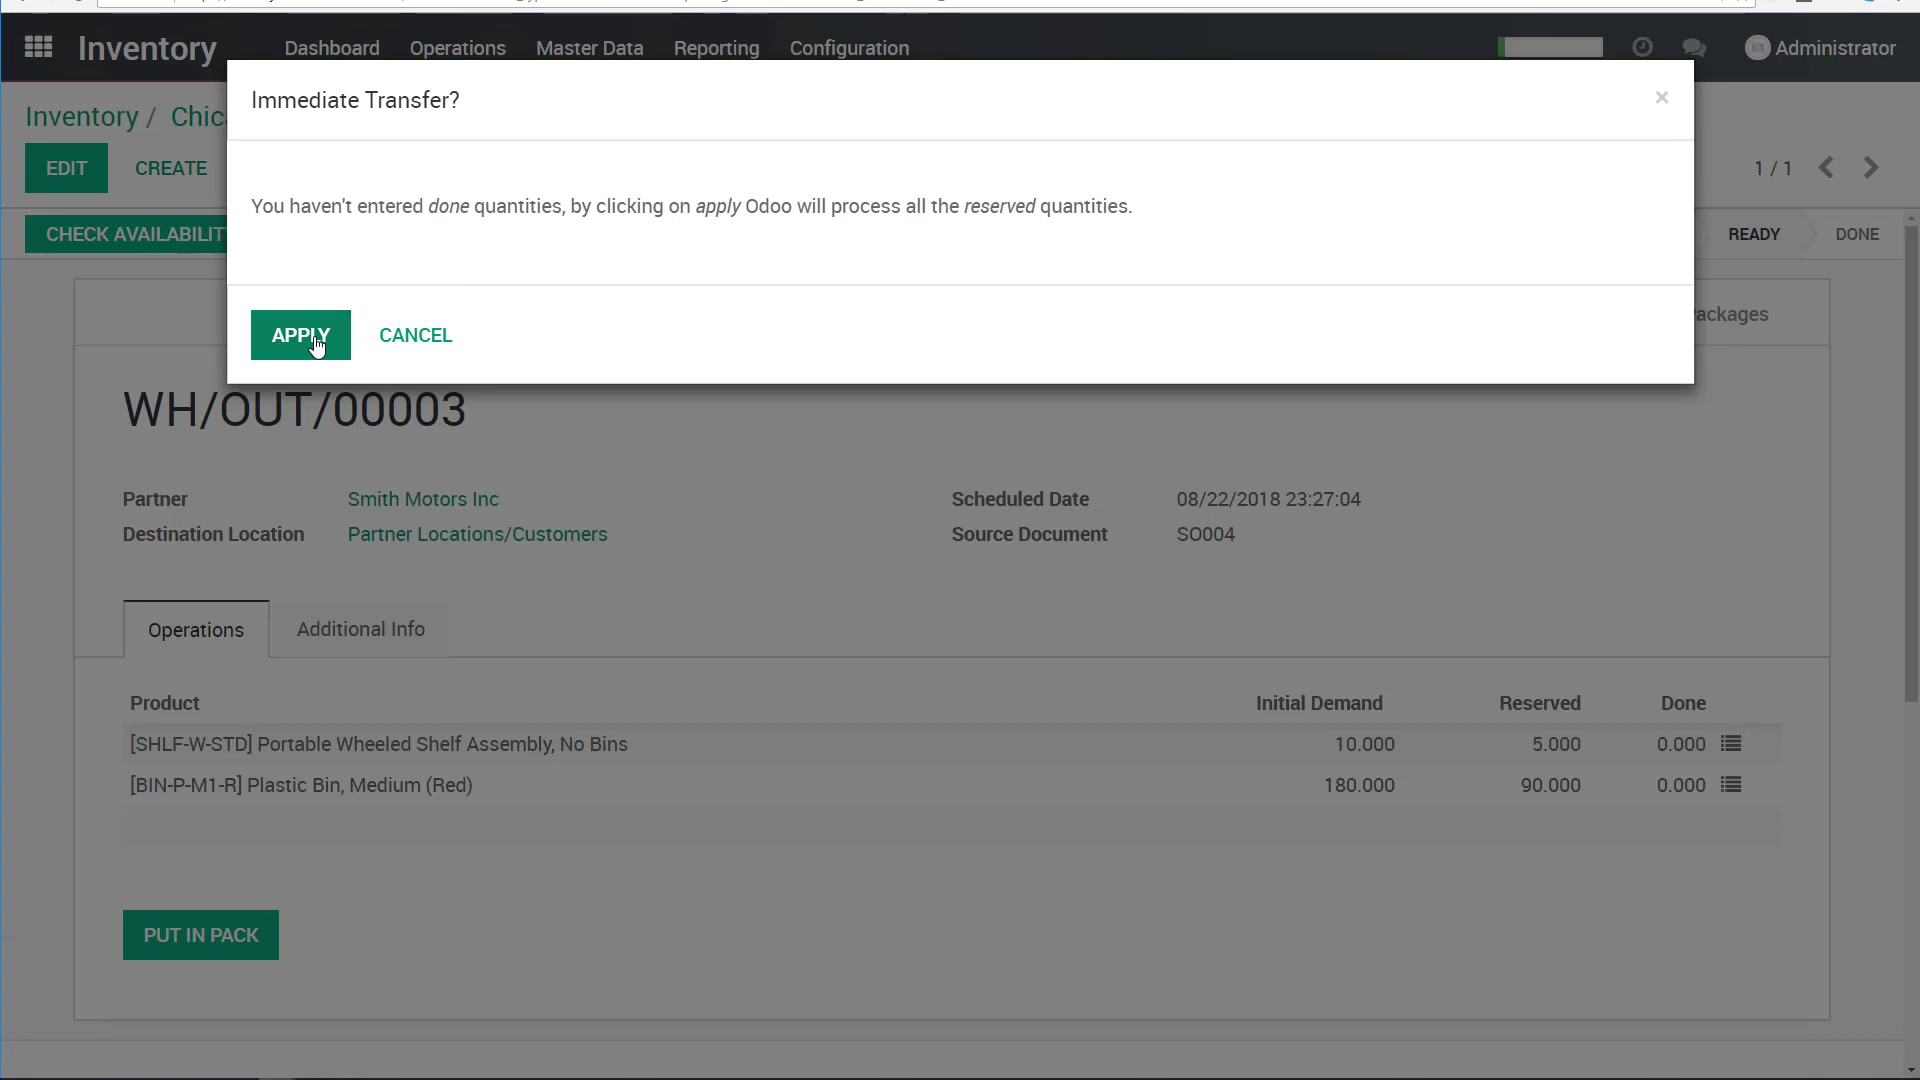 Inventory Dashboard Operations Master Data Reporting Configuration Administrator
Immediate Transfer?
×
Inventory / Chic
EDIT CREATE
1 / 1
You haven't entered done quantities, by clicking on apply Odoo will process all the reserved quantities.
CHECK AVAILABILITY
READY DONE
APPLY CANCEL
ackages
WH/OUT/00003
Partner Smith Motors Inc Scheduled Date 08/22/2018 23:27:04
Destination Location Partner Locations/Customers Source Document SO004
Operations Additional Info
Product Initial Demand Reserved Done
[SHLF-W-STD] Portable Wheeled Shelf Assembly, No Bins 10.000 5.000 0.000
[BIN-P-M1-R] Plastic Bin, Medium (Red) 180.000 90.000 0.000
PUT IN PACK